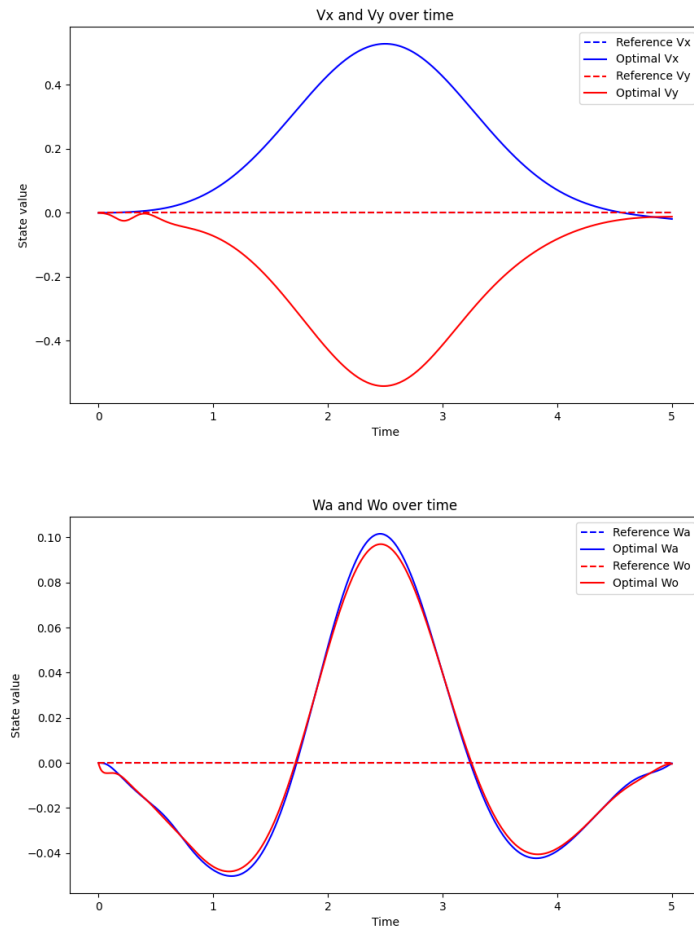 Vx and Vy over time
Reference Vx
Optimal Vx
Reference Vy
Optimal Vy
0.4
0.2
0.0
−0.2
−0.4
State value
0 1 2 3 4 5
Time
Wa and Wo over time
Reference Wa
Optimal Wa
Reference Wo
Optimal Wo
0.10
0.08
0.06
0.04
0.02
0.00
−0.02
−0.04
State value
0 1 2 3 4 5
Time